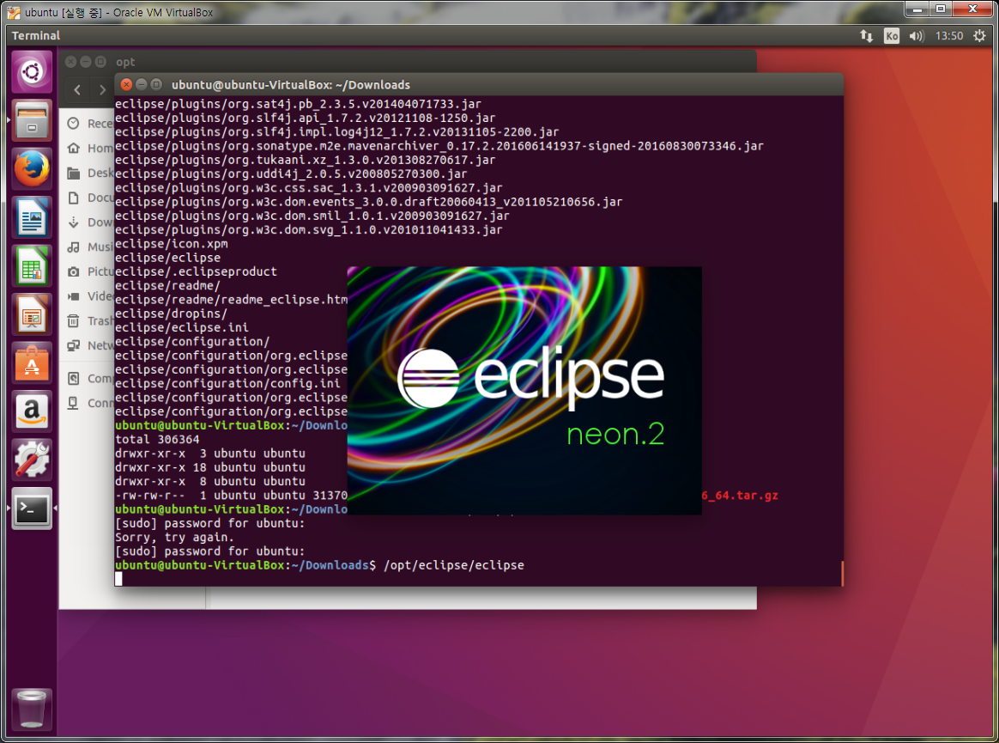 ubuntu [실행 중] - Oracle VM VirtualBox
Terminal
Ko
13:50
opt
ubuntu@ubuntu-VirtualBox: ~/Downloads
Rece
Hom
Desk
Docu
Dow
Musi
Pictu
Video
Trash
Netw
Comp
Conn
eclipse/plugins/org.sat4j.pb_2.3.5.v201404071733.jar
eclipse/plugins/org.slf4j.api_1.7.2.v20121108-1250.jar
eclipse/plugins/org.slf4j.impl.log4j12_1.7.2.v20131105-2200.jar
eclipse/plugins/org.sonatype.m2e.mavenarchiver_0.17.2.201606141937-signed-20160830073346.jar
eclipse/plugins/org.tukaani.xz_1.3.0.v201308270617.jar
eclipse/plugins/org.uddi4j_2.0.5.v200805270300.jar
eclipse/plugins/org.w3c.css.sac_1.3.1.v200903091627.jar
eclipse/plugins/org.w3c.dom.events_3.0.0.draft20060413_v201105210656.jar
eclipse/plugins/org.w3c.dom.smil_1.0.1.v200903091627.jar
eclipse/plugins/org.w3c.dom.svg_1.1.0.v201011041433.jar
eclipse/icon.xpm
eclipse/eclipse
eclipse/.eclipseproduct
eclipse/readme/
eclipse/readme/readme_eclipse.htm
eclipse/dropins/
eclipse/eclipse.ini
eclipse/configuration/
eclipse/configuration/org.eclipse
eclipse/configuration/org.eclipse
eclipse/configuration/config.ini
eclipse/configuration/org.eclipse
eclipse/configuration/org.eclipse
ubuntu@ubuntu-VirtualBox:~/Downlo
total 306364
drwxr-xr-x  3 ubuntu ubuntu
drwxr-xr-x 18 ubuntu ubuntu
drwxr-xr-x  8 ubuntu ubuntu
-rw-rw-r--  1 ubuntu ubuntu 31370 6_64.tar.gz
ubuntu@ubuntu-VirtualBox:~/Downlo
[sudo] password for ubuntu:
Sorry, try again.
[sudo] password for ubuntu:
ubuntu@ubuntu-VirtualBox:~/Downloads$ /opt/eclipse/eclipse
eclipse
neon.2